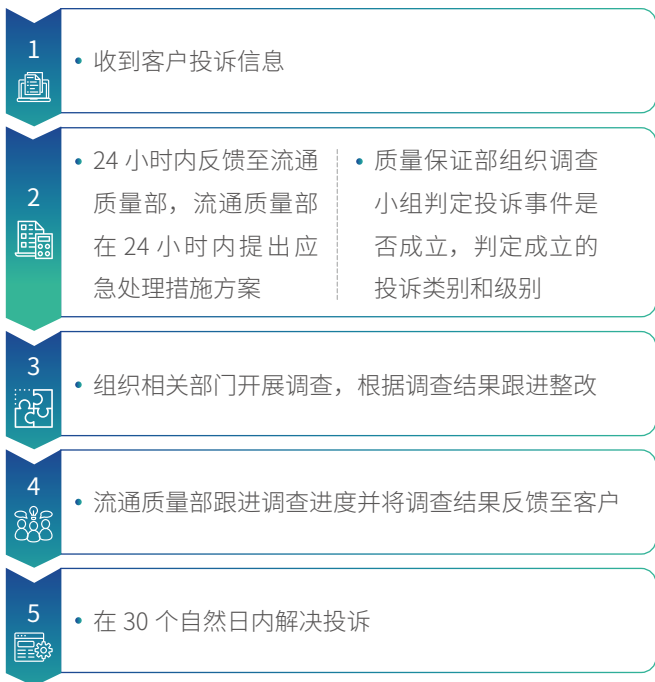 1
• 收到客户投诉信息
2
• 24 小时内反馈至流通
质量部，流通质量部
在 24 小时内提出应
急处理措施方案
• 质量保证部组织调查
小组判定投诉事件是
否成立，判定成立的
投诉类别和级别
3
• 组织相关部门开展调查，根据调查结果跟进整改
4
• 流通质量部跟进调查进度并将调查结果反馈至客户
5
• 在 30 个自然日内解决投诉